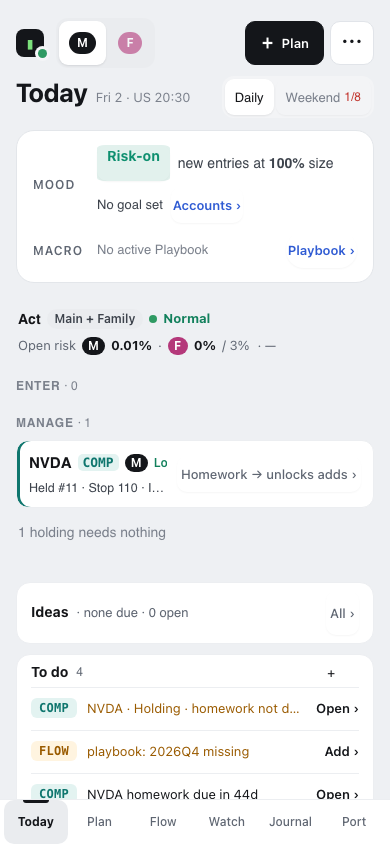 M F + Plan ...
Today Fri 2 · US 20:30 Daily Weekend 1/8
Risk-on new entries at 100% size
MOOD
No goal set Accounts ›
MACRO No active Playbook Playbook ›
Act Main + Family Normal
Open risk M 0.01% · F 0% / 3% · —
ENTER · 0
MANAGE · 1
NVDA COMP M Lo
Held #11 · Stop 110 · I...
Homework → unlocks adds ›
1 holding needs nothing
Ideas · none due · 0 open All ›
To do 4 +
COMP NVDA · Holding · homework not d... Open ›
FLOW playbook: 2026Q4 missing Add ›
COMP NVDA homework due in 44d Open ›
Today Plan Flow Watch Journal Port